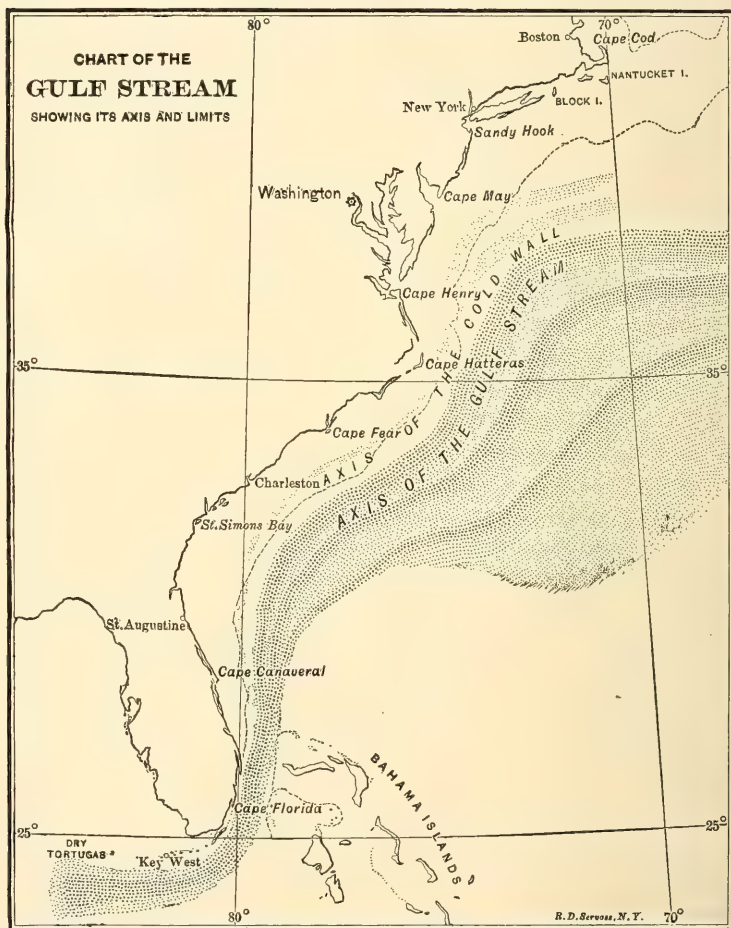 80°
70°
CHART OF THE
GULF STREAM
SHOWING ITS AXIS AND LIMITS
Boston
Cape Cod
NANTUCKET I.
BLOCK I.
New York
Sandy Hook
Washington
Cape May
Cape Henry
AXIS OF THE COLD WALL
AXIS OF THE GULF STREAM
35°
Cape Hatteras
35°
Cape Fear
Charleston
St. Simons Bay
St. Augustine
Cape Canaveral
BAHAMA ISLANDS
Cape Florida
25°
25°
DRY
TORTUGAS
Key West
80°
70°
R. D. Servoss, N. Y.